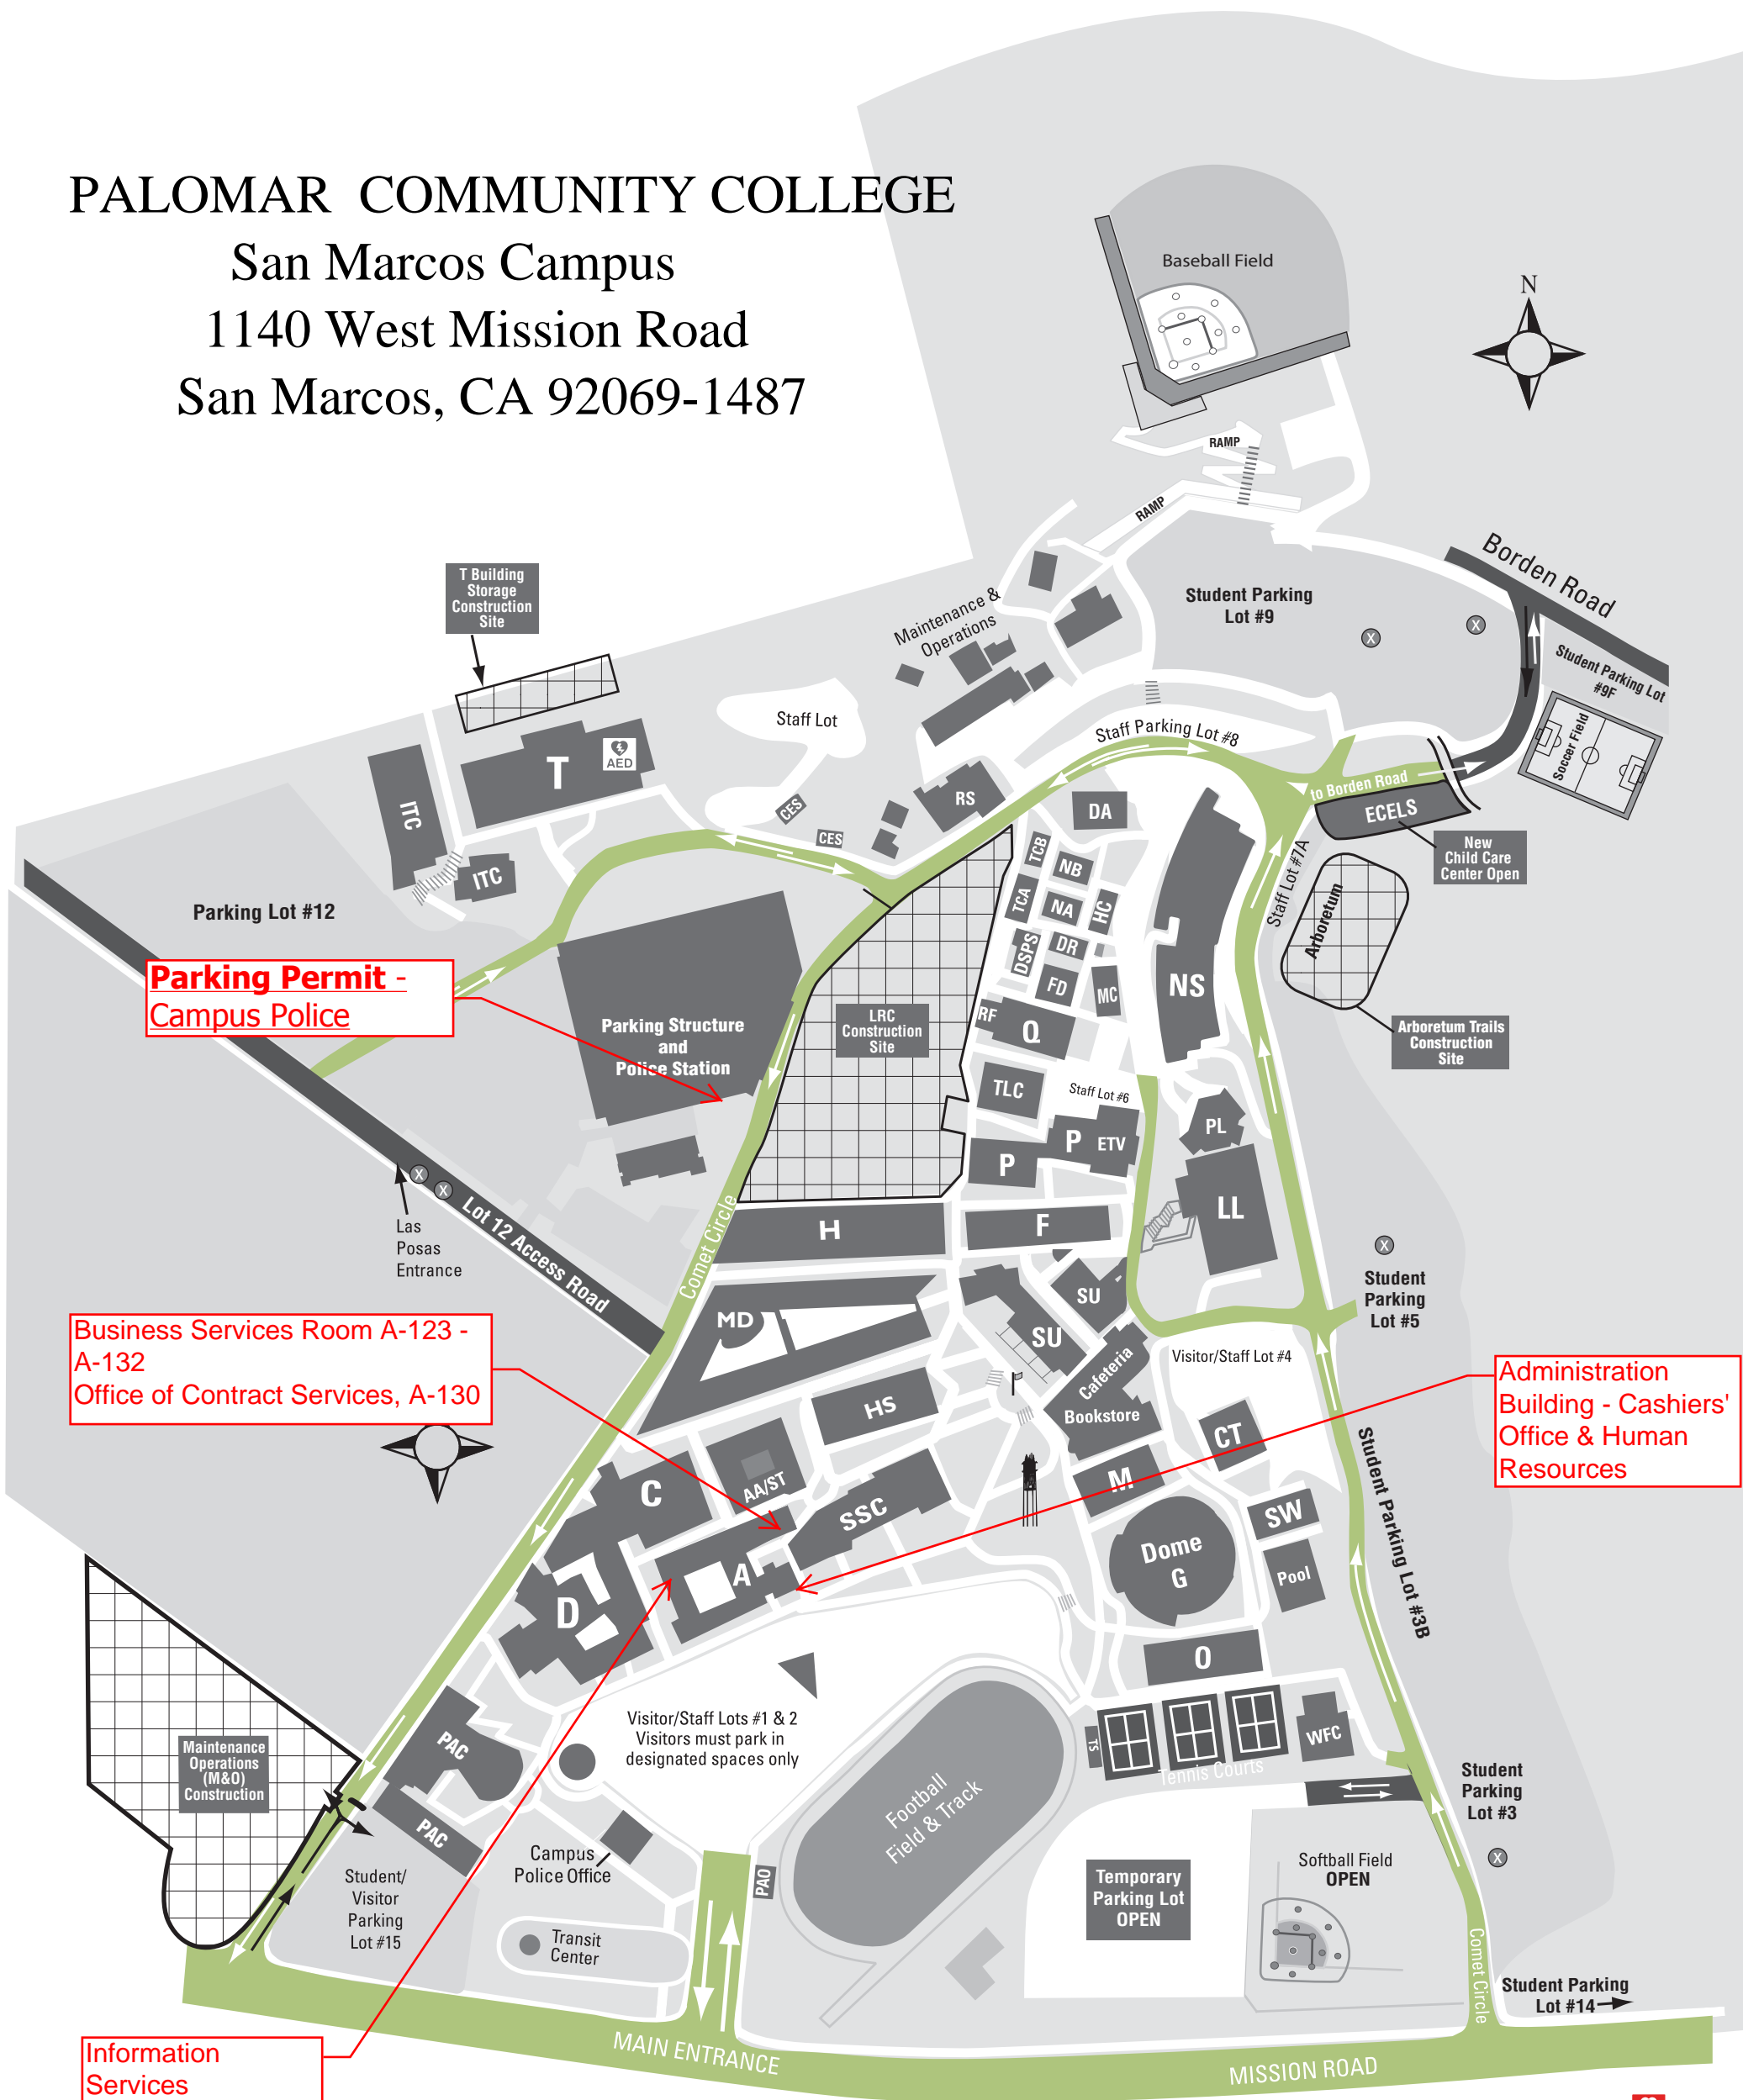 PALOMAR COMMUNITY COLLEGE
San Marcos Campus
1140 West Mission Road
San Marcos, CA 92069-1487
Baseball Field
N
RAMP
RAMP
Borden Road
T Building
Storage
Construction
Site
Student Parking
Lot #9
X
X
Maintenance &
Operations
Student Parking Lot
#9F
Soccer Field
Staff Lot
Staff Parking Lot #8
T
AED
ITC
ITC
CES
CES
RS
DA
to Borden Road
ECELS
New
Child Care
Center Open
TCB
NB
TCA
NA
HC
DSPS
DR
FD
MC
NS
Staff Lot #7A
Arboretum
Parking Lot #12
Parking Permit -
Campus Police
Parking Structure
and
Police Station
LRC
Construction
Site
RF
Q
Arboretum Trails
Construction
Site
TLC
Staff Lot #6
P
P
ETV
PL
LL
X
X
Lot 12 Access Road
Las
Posas
Entrance
Comet Circle
H
F
X
Student
Parking
Lot #5
SU
SU
MD
Business Services Room A-123 -
A-132
Office of Contract Services, A-130
Cafeteria
Bookstore
Visitor/Staff Lot #4
Administration
Building - Cashiers'
Office & Human
Resources
HS
CT
C
AA/ST
SSC
M
SW
Student Parking Lot #3B
Dome
G
Pool
A
D
O
Visitor/Staff Lots #1 & 2
Visitors must park in
designated spaces only
TS
Tennis Courts
WFC
Maintenance
Operations
(M&O)
Construction
PAC
PAC
Student
Parking
Lot #3
X
Football
Field & Track
Campus
Police Office
PAO
Student/
Visitor
Parking
Lot #15
Temporary
Parking Lot
OPEN
Softball Field
OPEN
Transit
Center
Comet Circle
Student Parking
Lot #14
Information
Services
MAIN ENTRANCE
MISSION ROAD